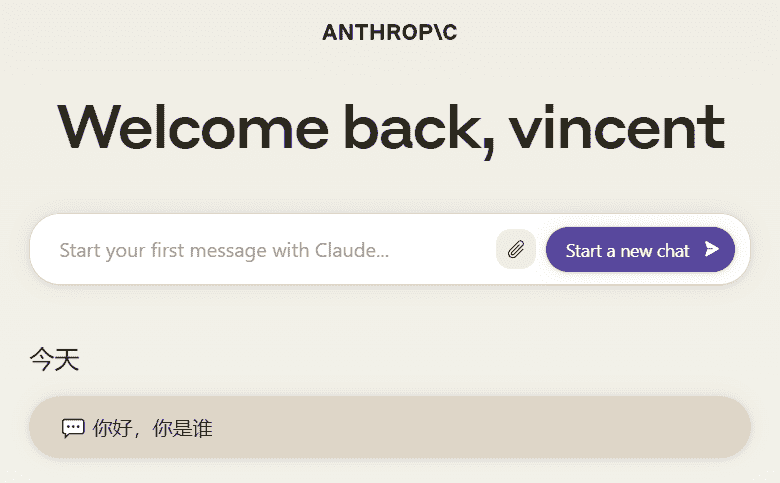 ANTHROP\C
Welcome back, vincent
Start your first message with Claude...
Start a new chat
今天
你好，你是谁